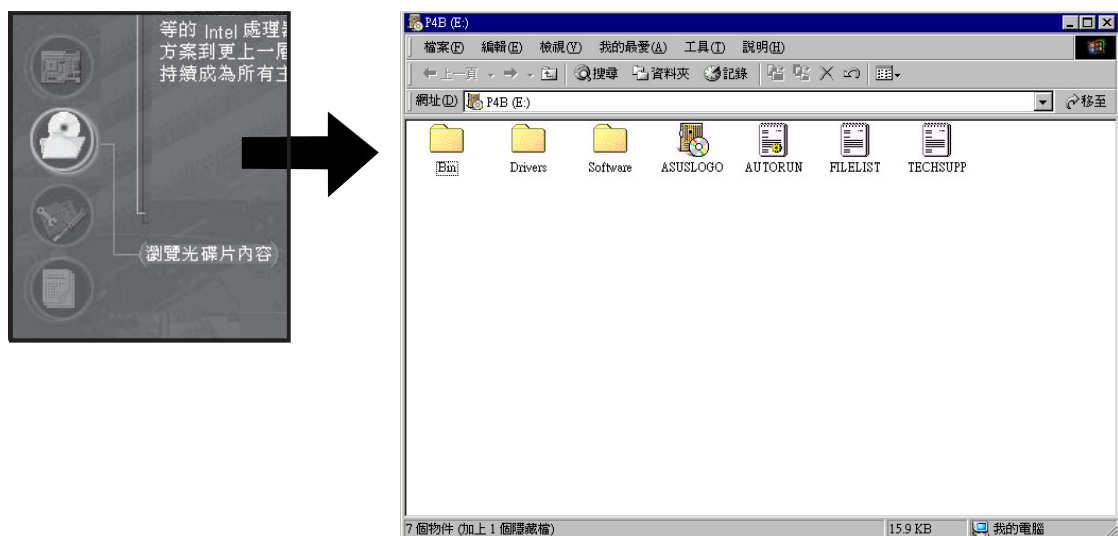 等的 Intel 處理
方案到更上一層
持續成為所有主
(瀏覽光碟片內容)
P4B (E:)
檔案(F) 編輯(E) 檢視(V) 我的最愛(A) 工具(T) 說明(H)
上一頁 搜尋 資料夾 記錄
網址(D) P4B (E:) 移至
Bin Drivers Software ASUSLOGO AUTORUN FILELIST TECHSUPP
7 個物件 (加上 1 個隱藏檔) 15.9 KB 我的電腦